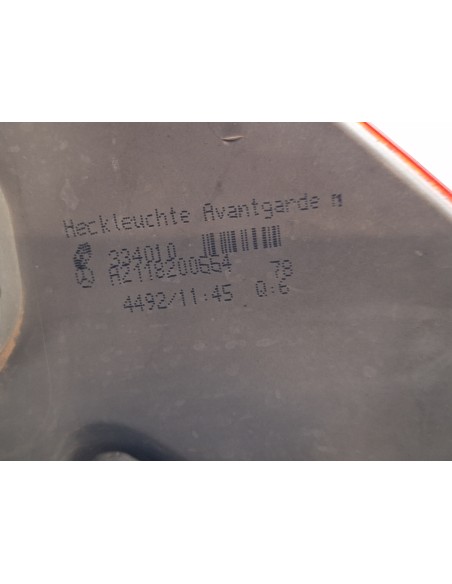 Heckleuchte Avantgarde M
334010
A2118200664 78
4492/11:45 Q:6